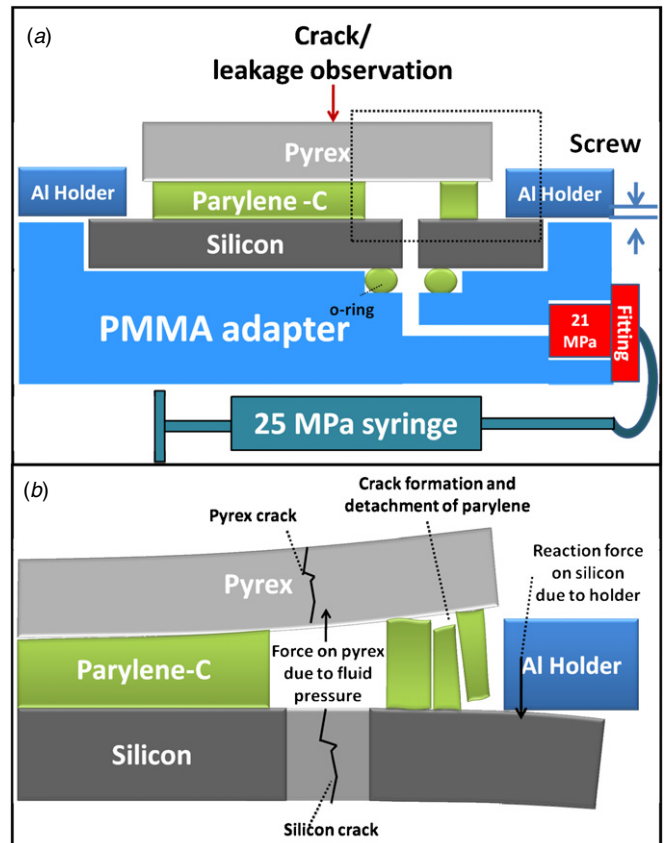 (a)
Crack/
leakage observation
Pyrex
Screw
Al Holder
Al Holder
Parylene -C
Silicon
o-ring
PMMA adapter
21
MPa
Fitting
25 MPa syringe
(b)
Crack formation and
detachment of parylene
Pyrex crack
Reaction force
on silicon
due to holder
Pyrex
Force on pyrex
due to fluid
pressure
Parylene-C
Al Holder
Silicon
Silicon crack